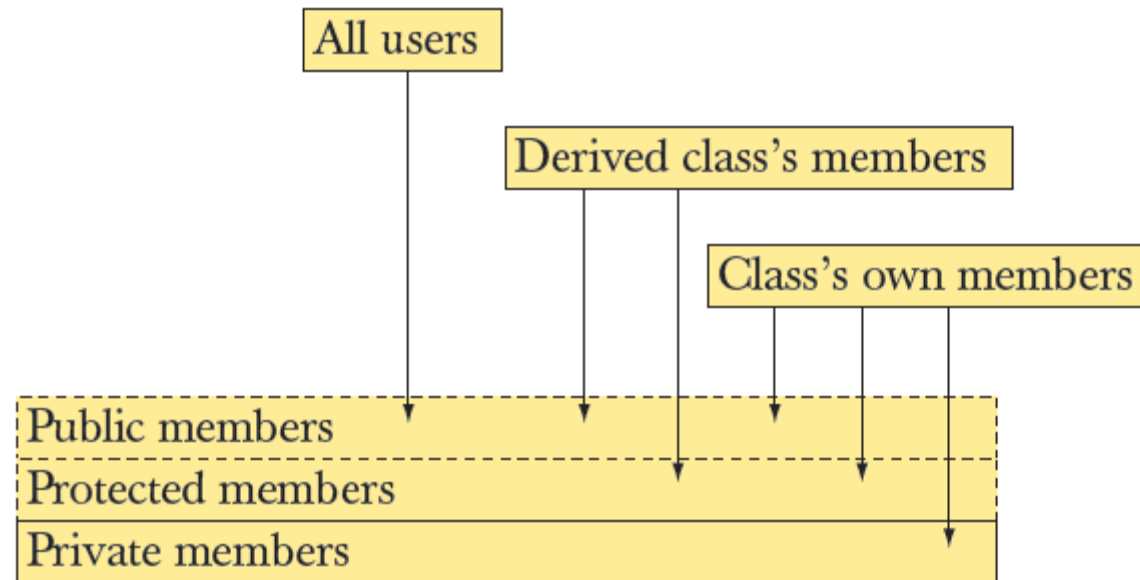 All users
Derived class’s members
Class’s own members
Public members
Protected members
Private members